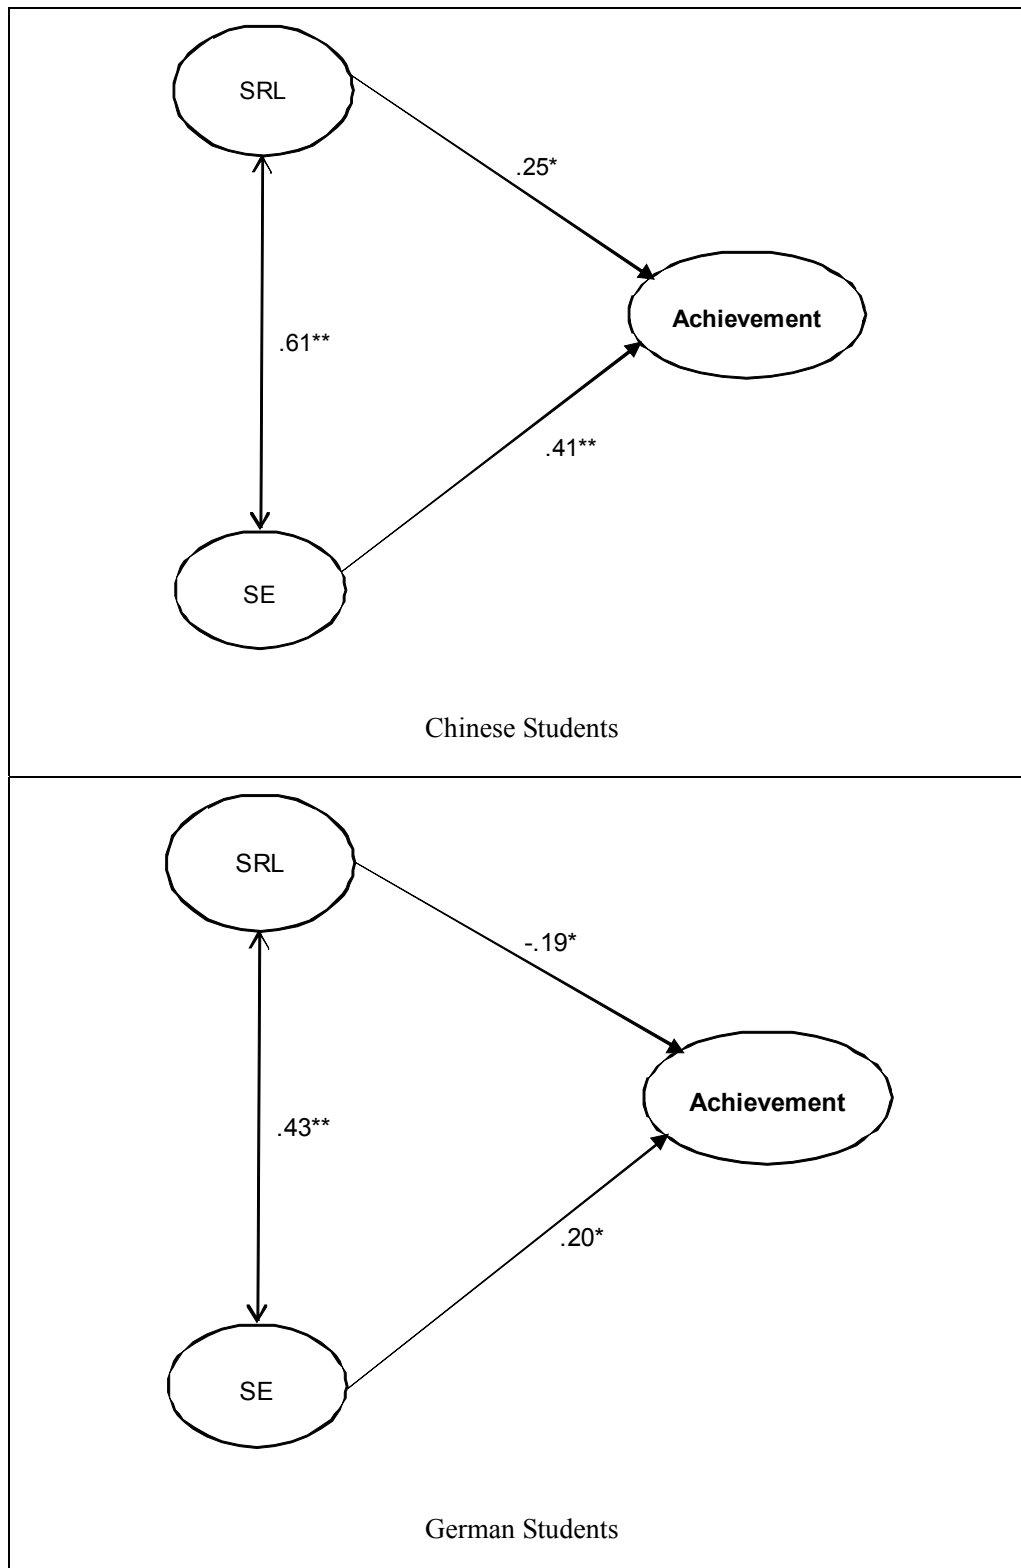 SRL
.25*
Achievement
.61**
.41**
SE
Chinese Students
SRL
-.19*
Achievement
.43**
.20*
SE
German Students